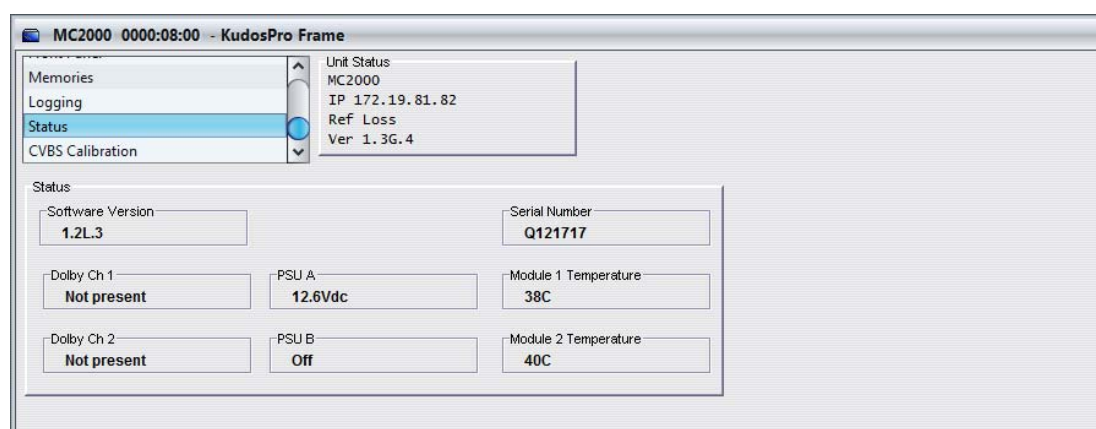 MC2000 0000:08:00 - KudosPro Frame
Memories
Logging
Status
CVBS Calibration
Unit Status
MC2000
IP 172.19.81.82
Ref Loss
Ver 1.3G.4
Status
Software Version
1.2L.3
Serial Number
Q121717
Dolby Ch 1
Not present
PSU A
12.6Vdc
Module 1 Temperature
38C
Dolby Ch 2
Not present
PSU B
Off
Module 2 Temperature
40C